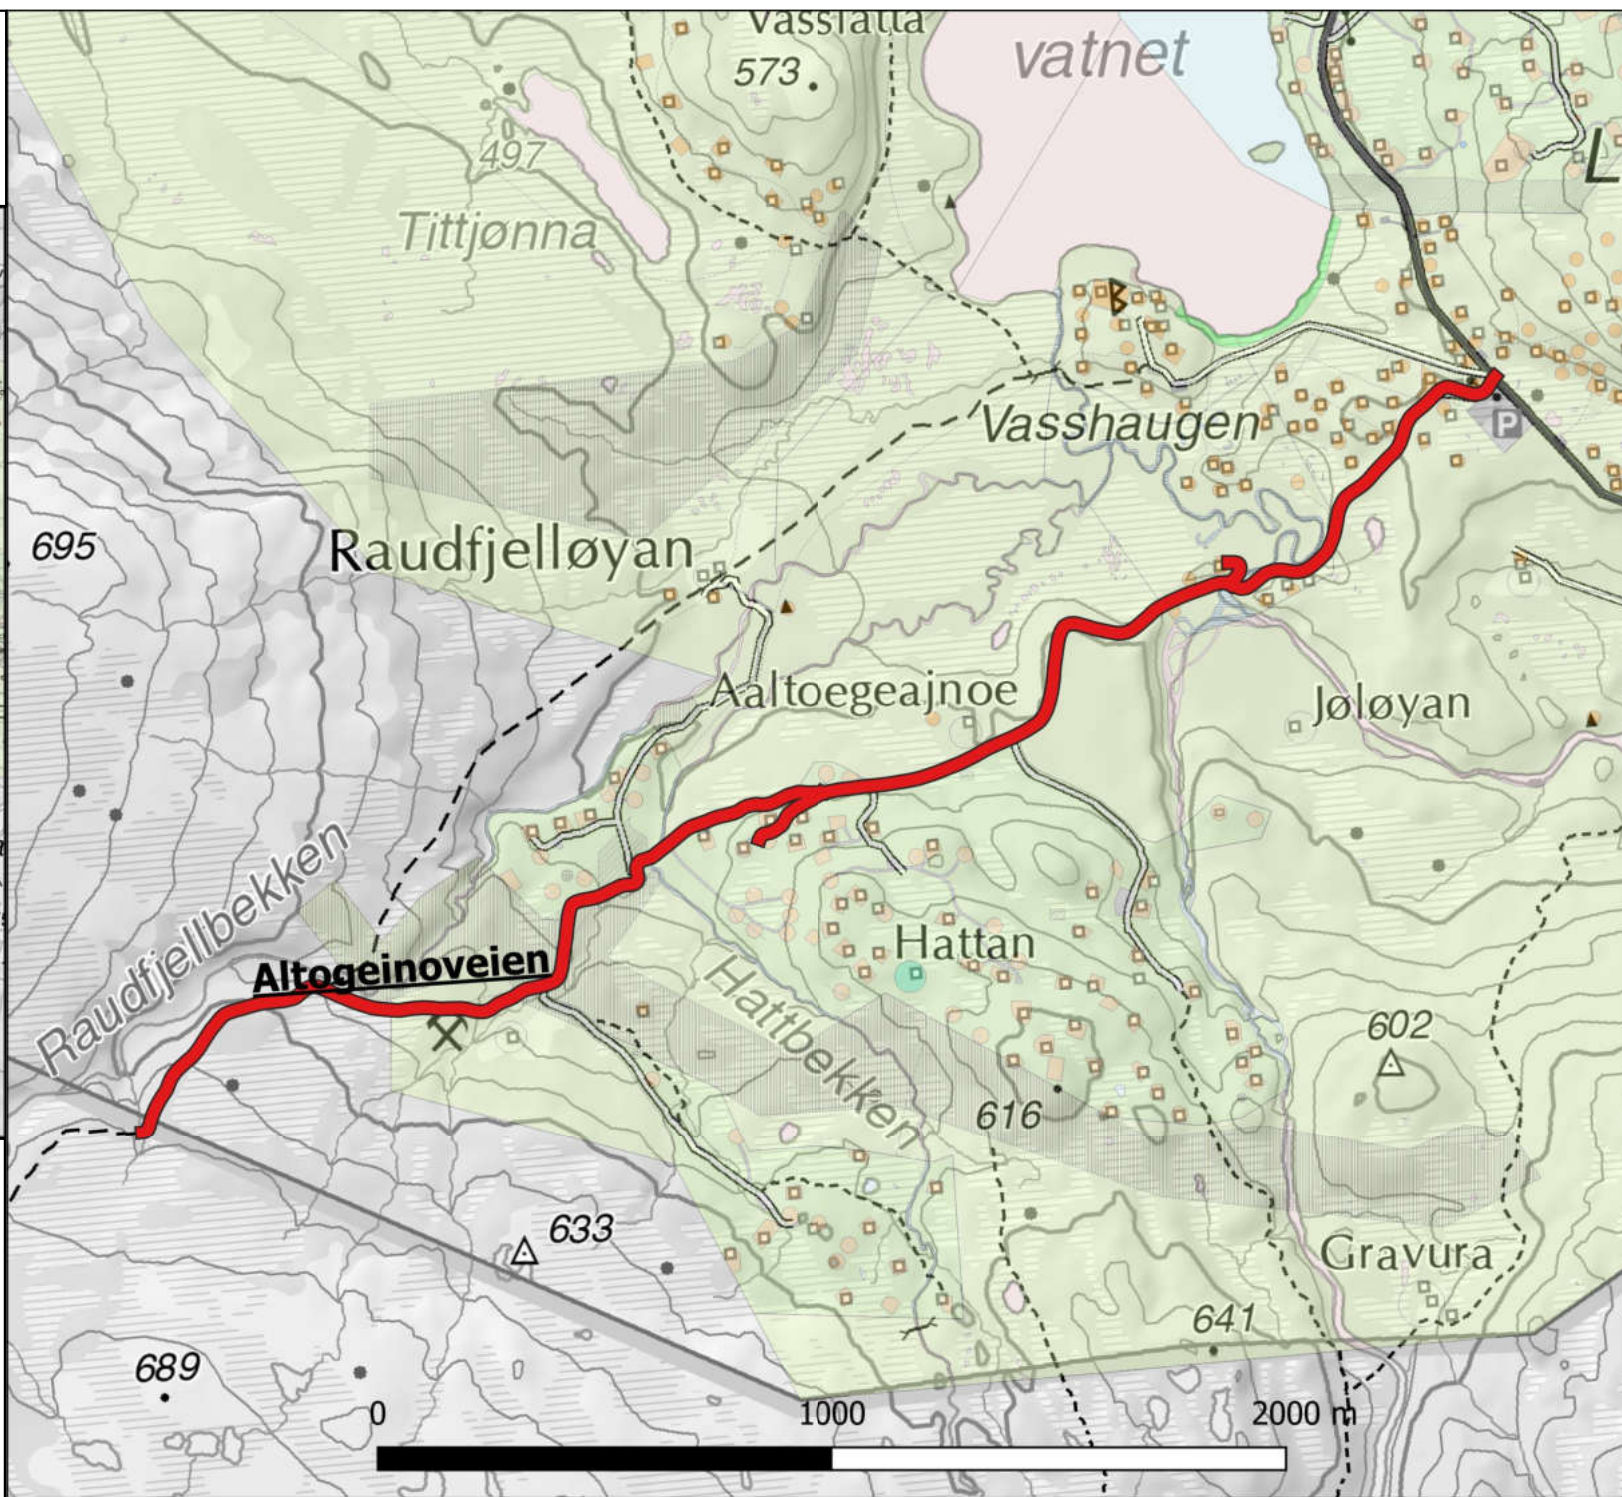 Vassfatta
vatnet
573
497
L
Tittjønna
P
Vasshaugen
695
Raudfjelløyan
Aaltoegeajnoe
Jøløyan
Raudfjellbekken
Hattan
Altogeinoveien
Hattbekken
602
616
633
Gravura
641
689
0 1000 2000 m